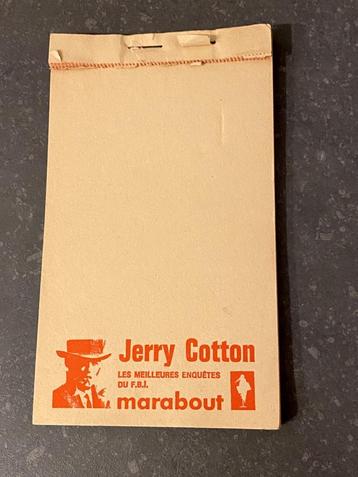 Jerry Cotton
LES MEILLEURES ENQUÊTES
DU F.B.I.
marabout